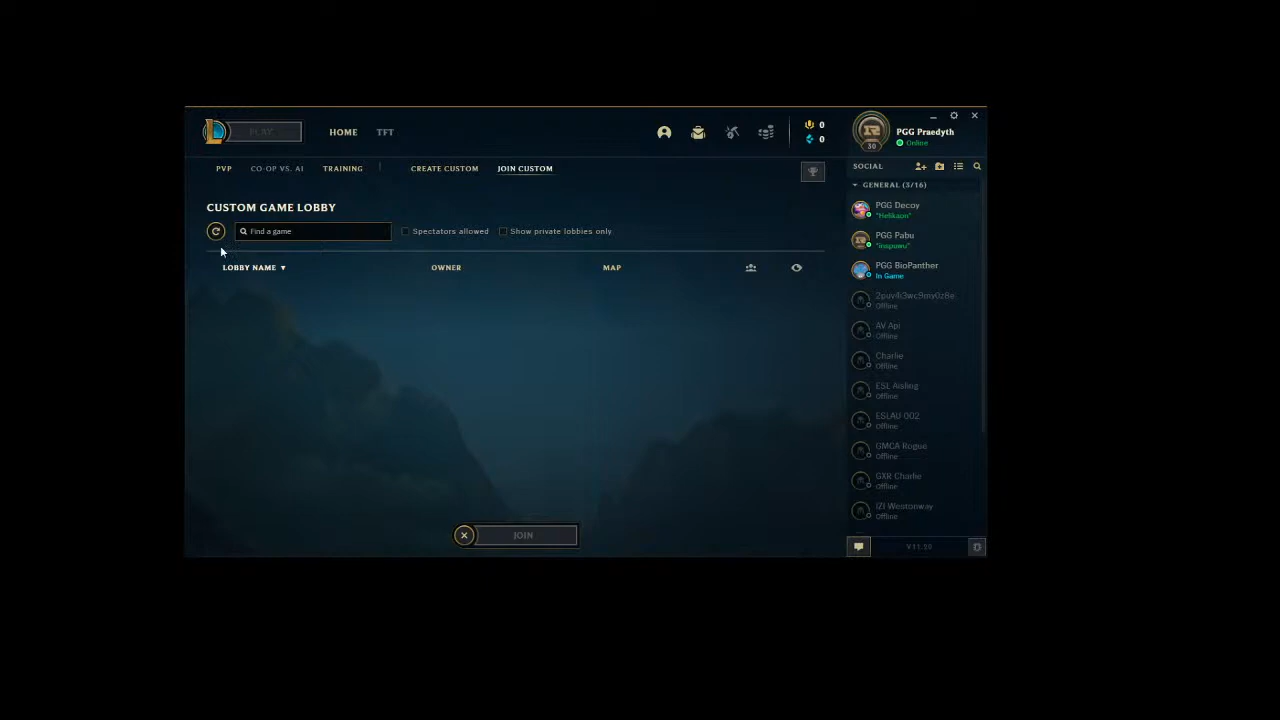 PLAY
HOME
TFT
0
0
30
PGG Praedyth
Online
PVP
CO-OP VS. AI
TRAINING
CREATE CUSTOM
JOIN CUSTOM
SOCIAL
GENERAL (3/16)
CUSTOM GAME LOBBY
Find a game
Spectators allowed
Show private lobbies only
LOBBY NAME ▼
OWNER
MAP
PGG Decoy
PGG Pabu
PGG BioPanther
In Game
Offline
AV Api
Offline
Charlie
Offline
ESL Aisling
Offline
ESLAU 002
Offline
GMCA Rogue
Offline
GXR Charlie
Offline
IZI Westonway
Offline
JOIN